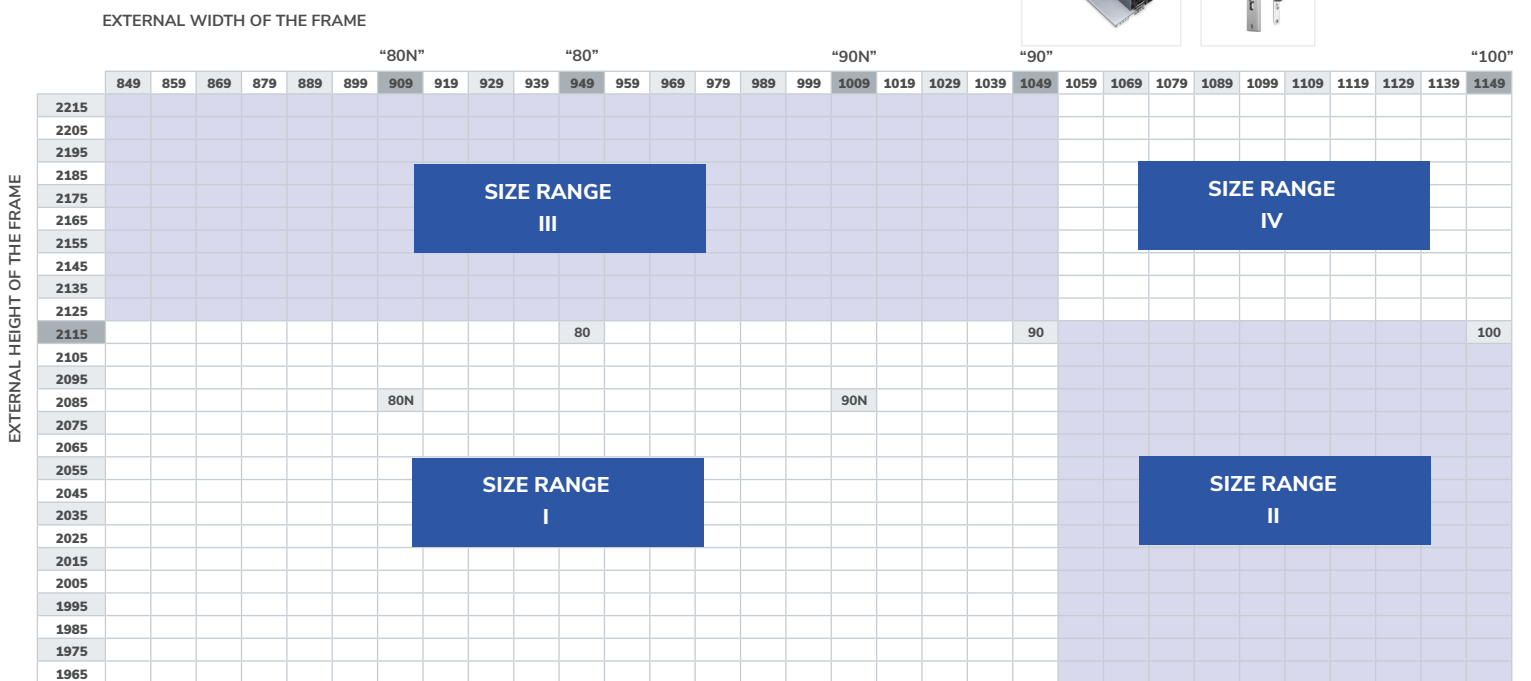 EXTERNAL WIDTH OF THE FRAME
“80N” “80” “90N” “90” “100”
849 859 869 879 889 899 909 919 929 939 949 959 969 979 989 999 1009 1019 1029 1039 1049 1059 1069 1079 1089 1099 1109 1119 1129 1139 1149
EXTERNAL HEIGHT OF THE FRAME
2215
2205
2195
2185
2175
2165
2155
2145
2135
2125
SIZE RANGE
III
SIZE RANGE
IV
2115 80 90 100
2105
2095
2085 80N 90N
2075
2065
2055
2045
2035
2025
2015
2005
1995
1985
1975
1965
SIZE RANGE
I
SIZE RANGE
II